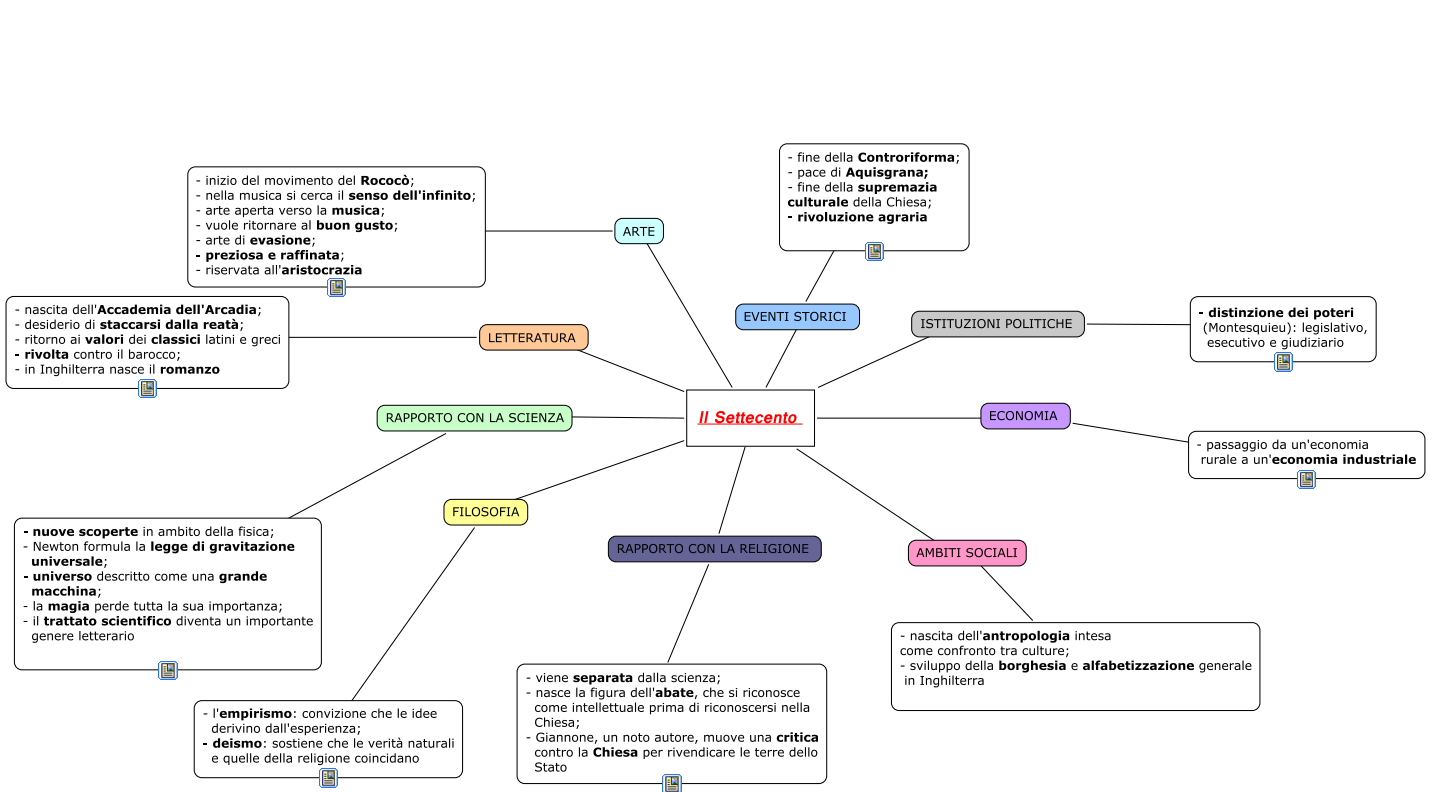 - fine della Controriforma;
- pace di Aquisgrana;
- fine della supremazia
culturale della Chiesa;
- rivoluzione agraria
- inizio del movimento del Rococò;
- nella musica si cerca il senso dell'infinito;
- arte aperta verso la musica;
- vuole ritornare al buon gusto;
- arte di evasione;
- preziosa e raffinata;
- riservata all'aristocrazia
ARTE
- nascita dell'Accademia dell'Arcadia;
- desiderio di staccarsi dalla reatà;
- ritorno ai valori dei classici latini e greci
- rivolta contro il barocco;
- in Inghilterra nasce il romanzo
LETTERATURA
EVENTI STORICI
ISTITUZIONI POLITICHE
- distinzione dei poteri
(Montesquieu): legislativo,
esecutivo e giudiziario
RAPPORTO CON LA SCIENZA
Il Settecento
ECONOMIA
- passaggio da un'economia
rurale a un'economia industriale
- nuove scoperte in ambito della fisica;
- Newton formula la legge di gravitazione
universale;
- universo descritto come una grande
macchina;
- la magia perde tutta la sua importanza;
- il trattato scientifico diventa un importante
genere letterario
FILOSOFIA
RAPPORTO CON LA RELIGIONE
AMBITI SOCIALI
- nascita dell'antropologia intesa
come confronto tra culture;
- sviluppo della borghesia e alfabetizzazione generale
in Inghilterra
- viene separata dalla scienza;
- nasce la figura dell'abate, che si riconosce
come intellettuale prima di riconoscersi nella
Chiesa;
- Giannone, un noto autore, muove una critica
contro la Chiesa per rivendicare le terre dello
Stato
- l'empirismo: convizione che le idee
derivino dall'esperienza;
- deismo: sostiene che le verità naturali
e quelle della religione coincidano